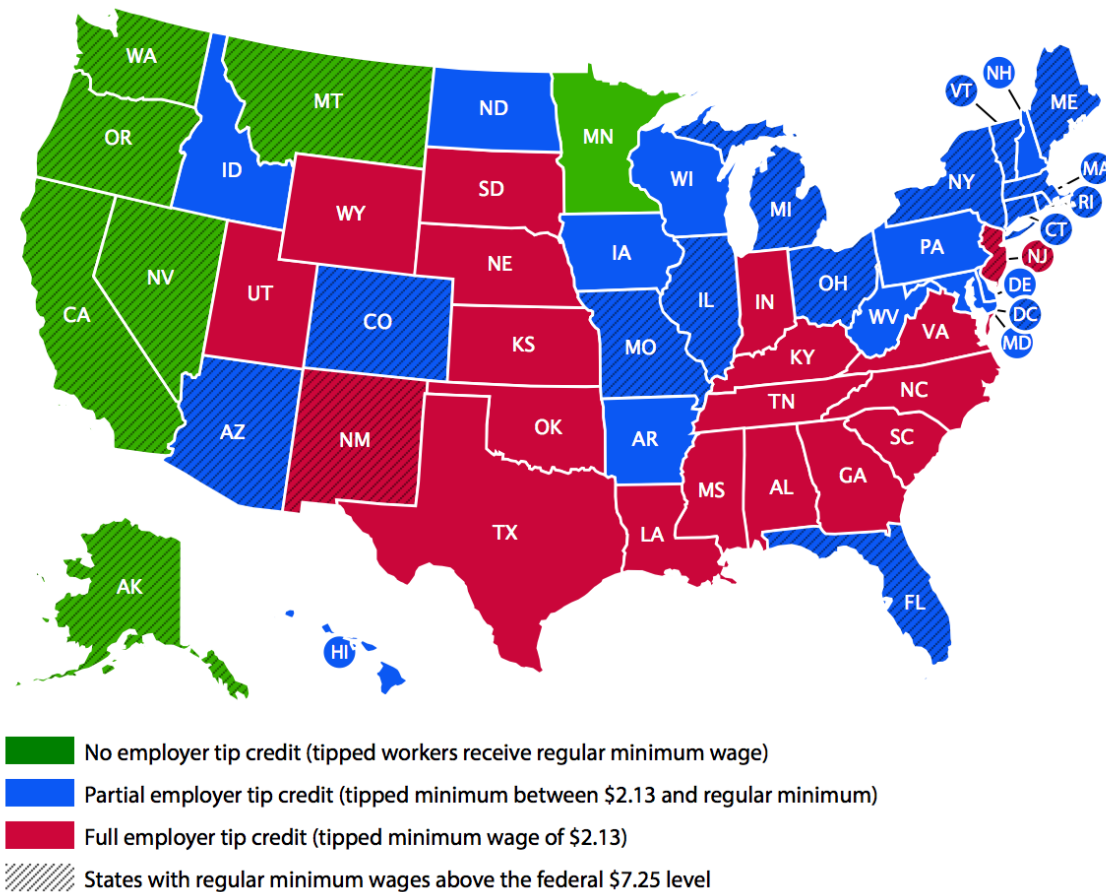 WA
MT
ND
MN
VT
NH
ME
OR
ID
SD
WI
NY
MA
WY
MI
RI
CT
NV
UT
NE
IA
PA
NJ
CA
CO
IL
IN
OH
DE
KS
MO
WV
DC
VA
MD
KY
AZ
NM
OK
AR
TN
NC
SC
TX
LA
MS
AL
GA
AK
HI
FL
No employer tip credit (tipped workers receive regular minimum wage)
Partial employer tip credit (tipped minimum between $2.13 and regular minimum)
Full employer tip credit (tipped minimum wage of $2.13)
States with regular minimum wages above the federal $7.25 level